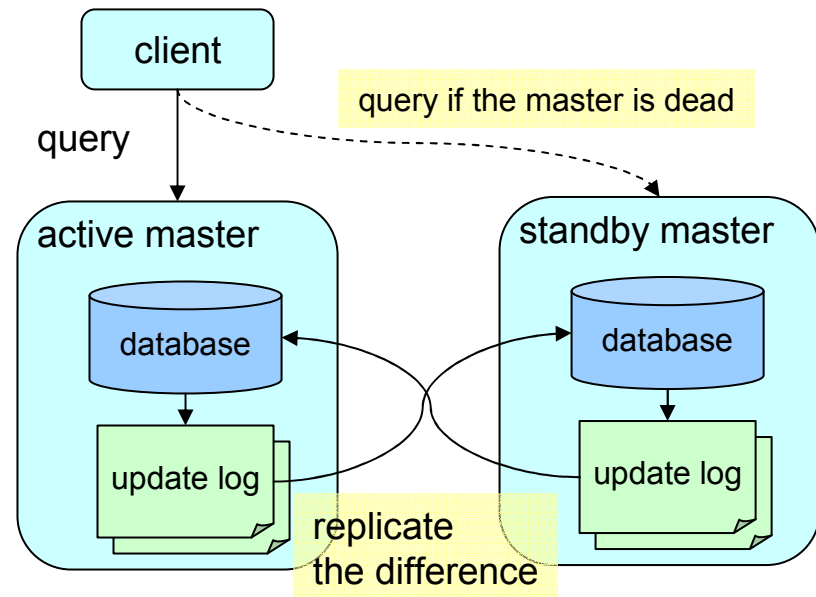 client
query if the master is dead
query
active master
standby master
database
database
update log
update log
replicate
the difference